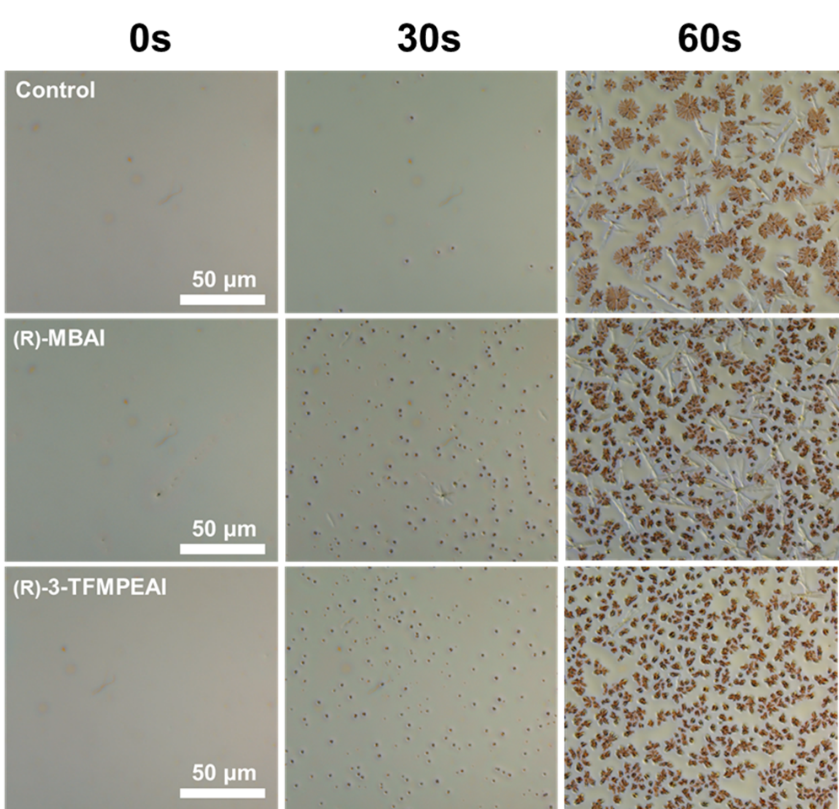 0s 30s 60s
Control
50 μm
(R)-MBAI
50 μm
(R)-3-TFMPEAI
50 μm